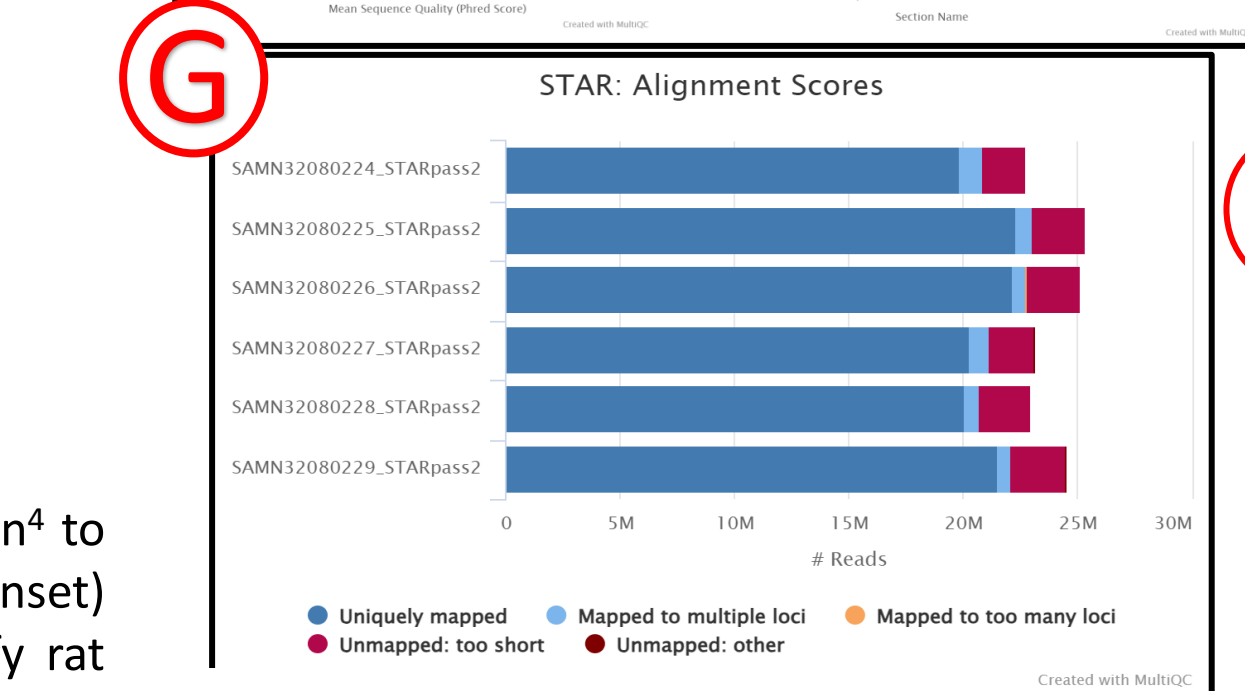 Mean Sequence Quality (Phred Score)
Created with MultiQC
Section Name
Created with MultiQ
G
STAR: Alignment Scores
SAMN32080224_STARpass2
SAMN32080225_STARpass2
SAMN32080226_STARpass2
SAMN32080227_STARpass2
SAMN32080228_STARpass2
SAMN32080229_STARpass2
0 5M 10M 15M 20M 25M 30M
# Reads
Uniquely mapped Mapped to multiple loci Mapped to too many loci
Unmapped: too short Unmapped: other
Created with MultiQC
n⁴ to
nset)
y rat